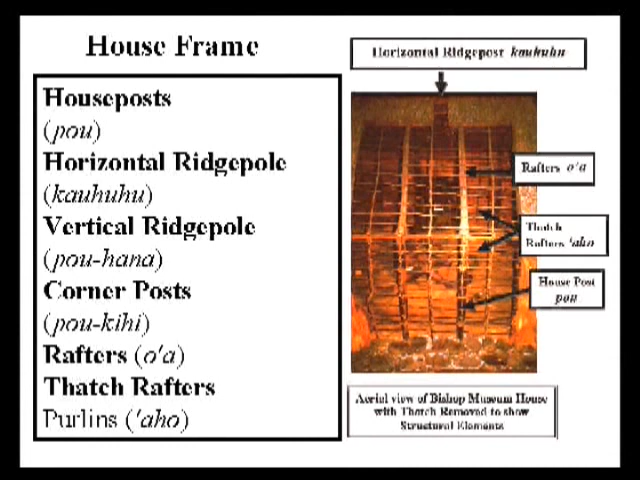 House Frame
Houseposts
(pou)
Horizontal Ridgepole
(kauhuhu)
Vertical Ridgepole
(pou-hana)
Corner Posts
(pou-kihi)
Rafters (o'a)
Thatch Rafters
Purlins ('aho)
Horizontal Ridgepost kauhuhu
Rafters o'a
Thatch
Rafters 'aho
House Post
pou
Aerial view of Bishop Museum House
with Thatch Removed to show
Structural Elements